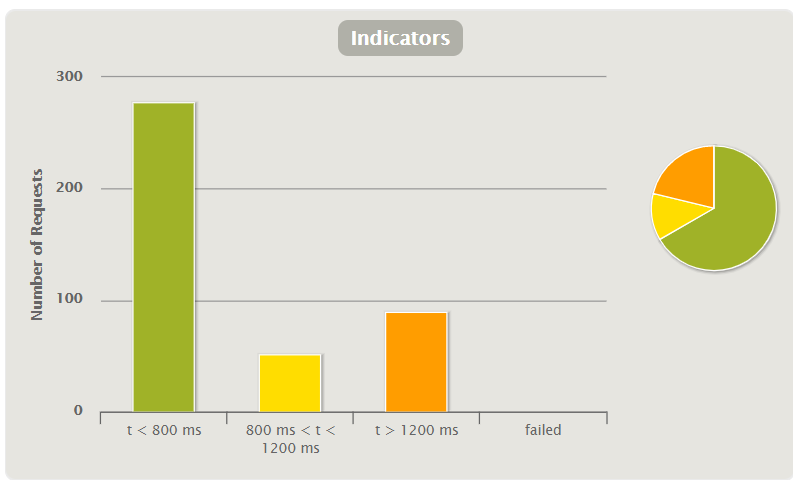 Indicators
Number of Requests
300
200
100
0
t < 800 ms
800 ms < t <
1200 ms
t > 1200 ms
failed